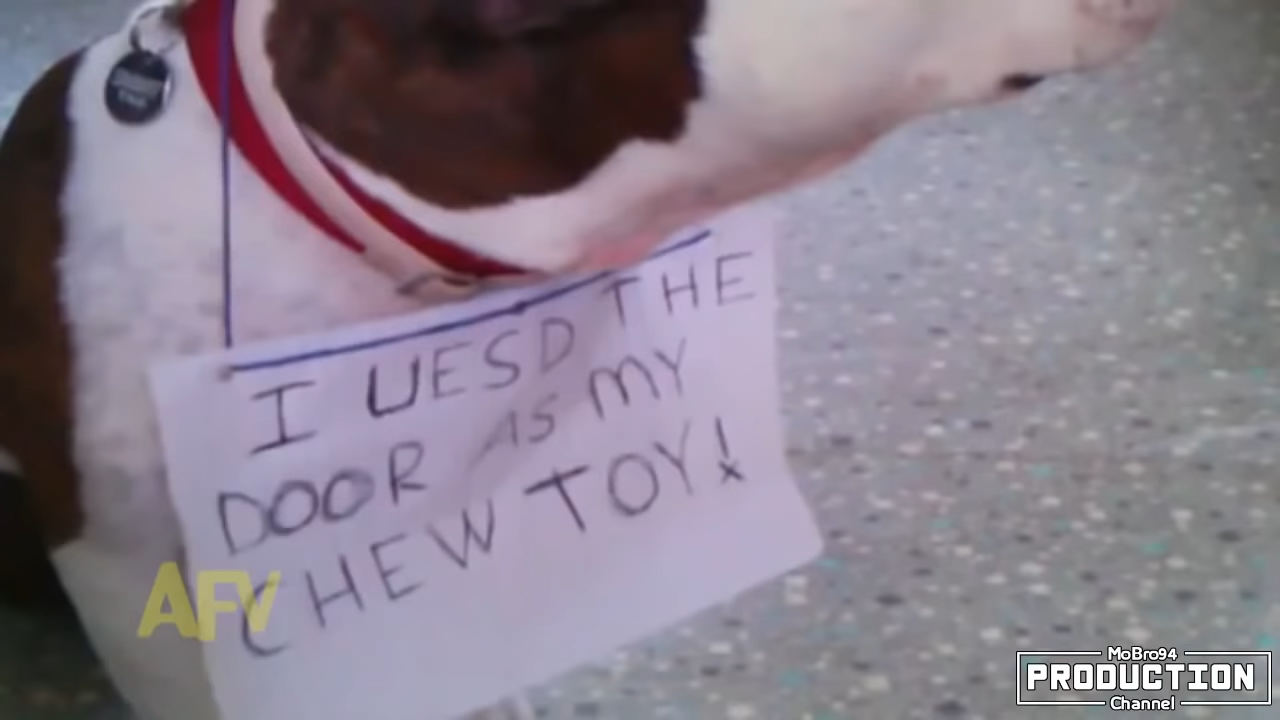 I UESD THE
DOOR AS MY
CHEW TOY!
AFV
MoBro94
PRODUCTION
Channel